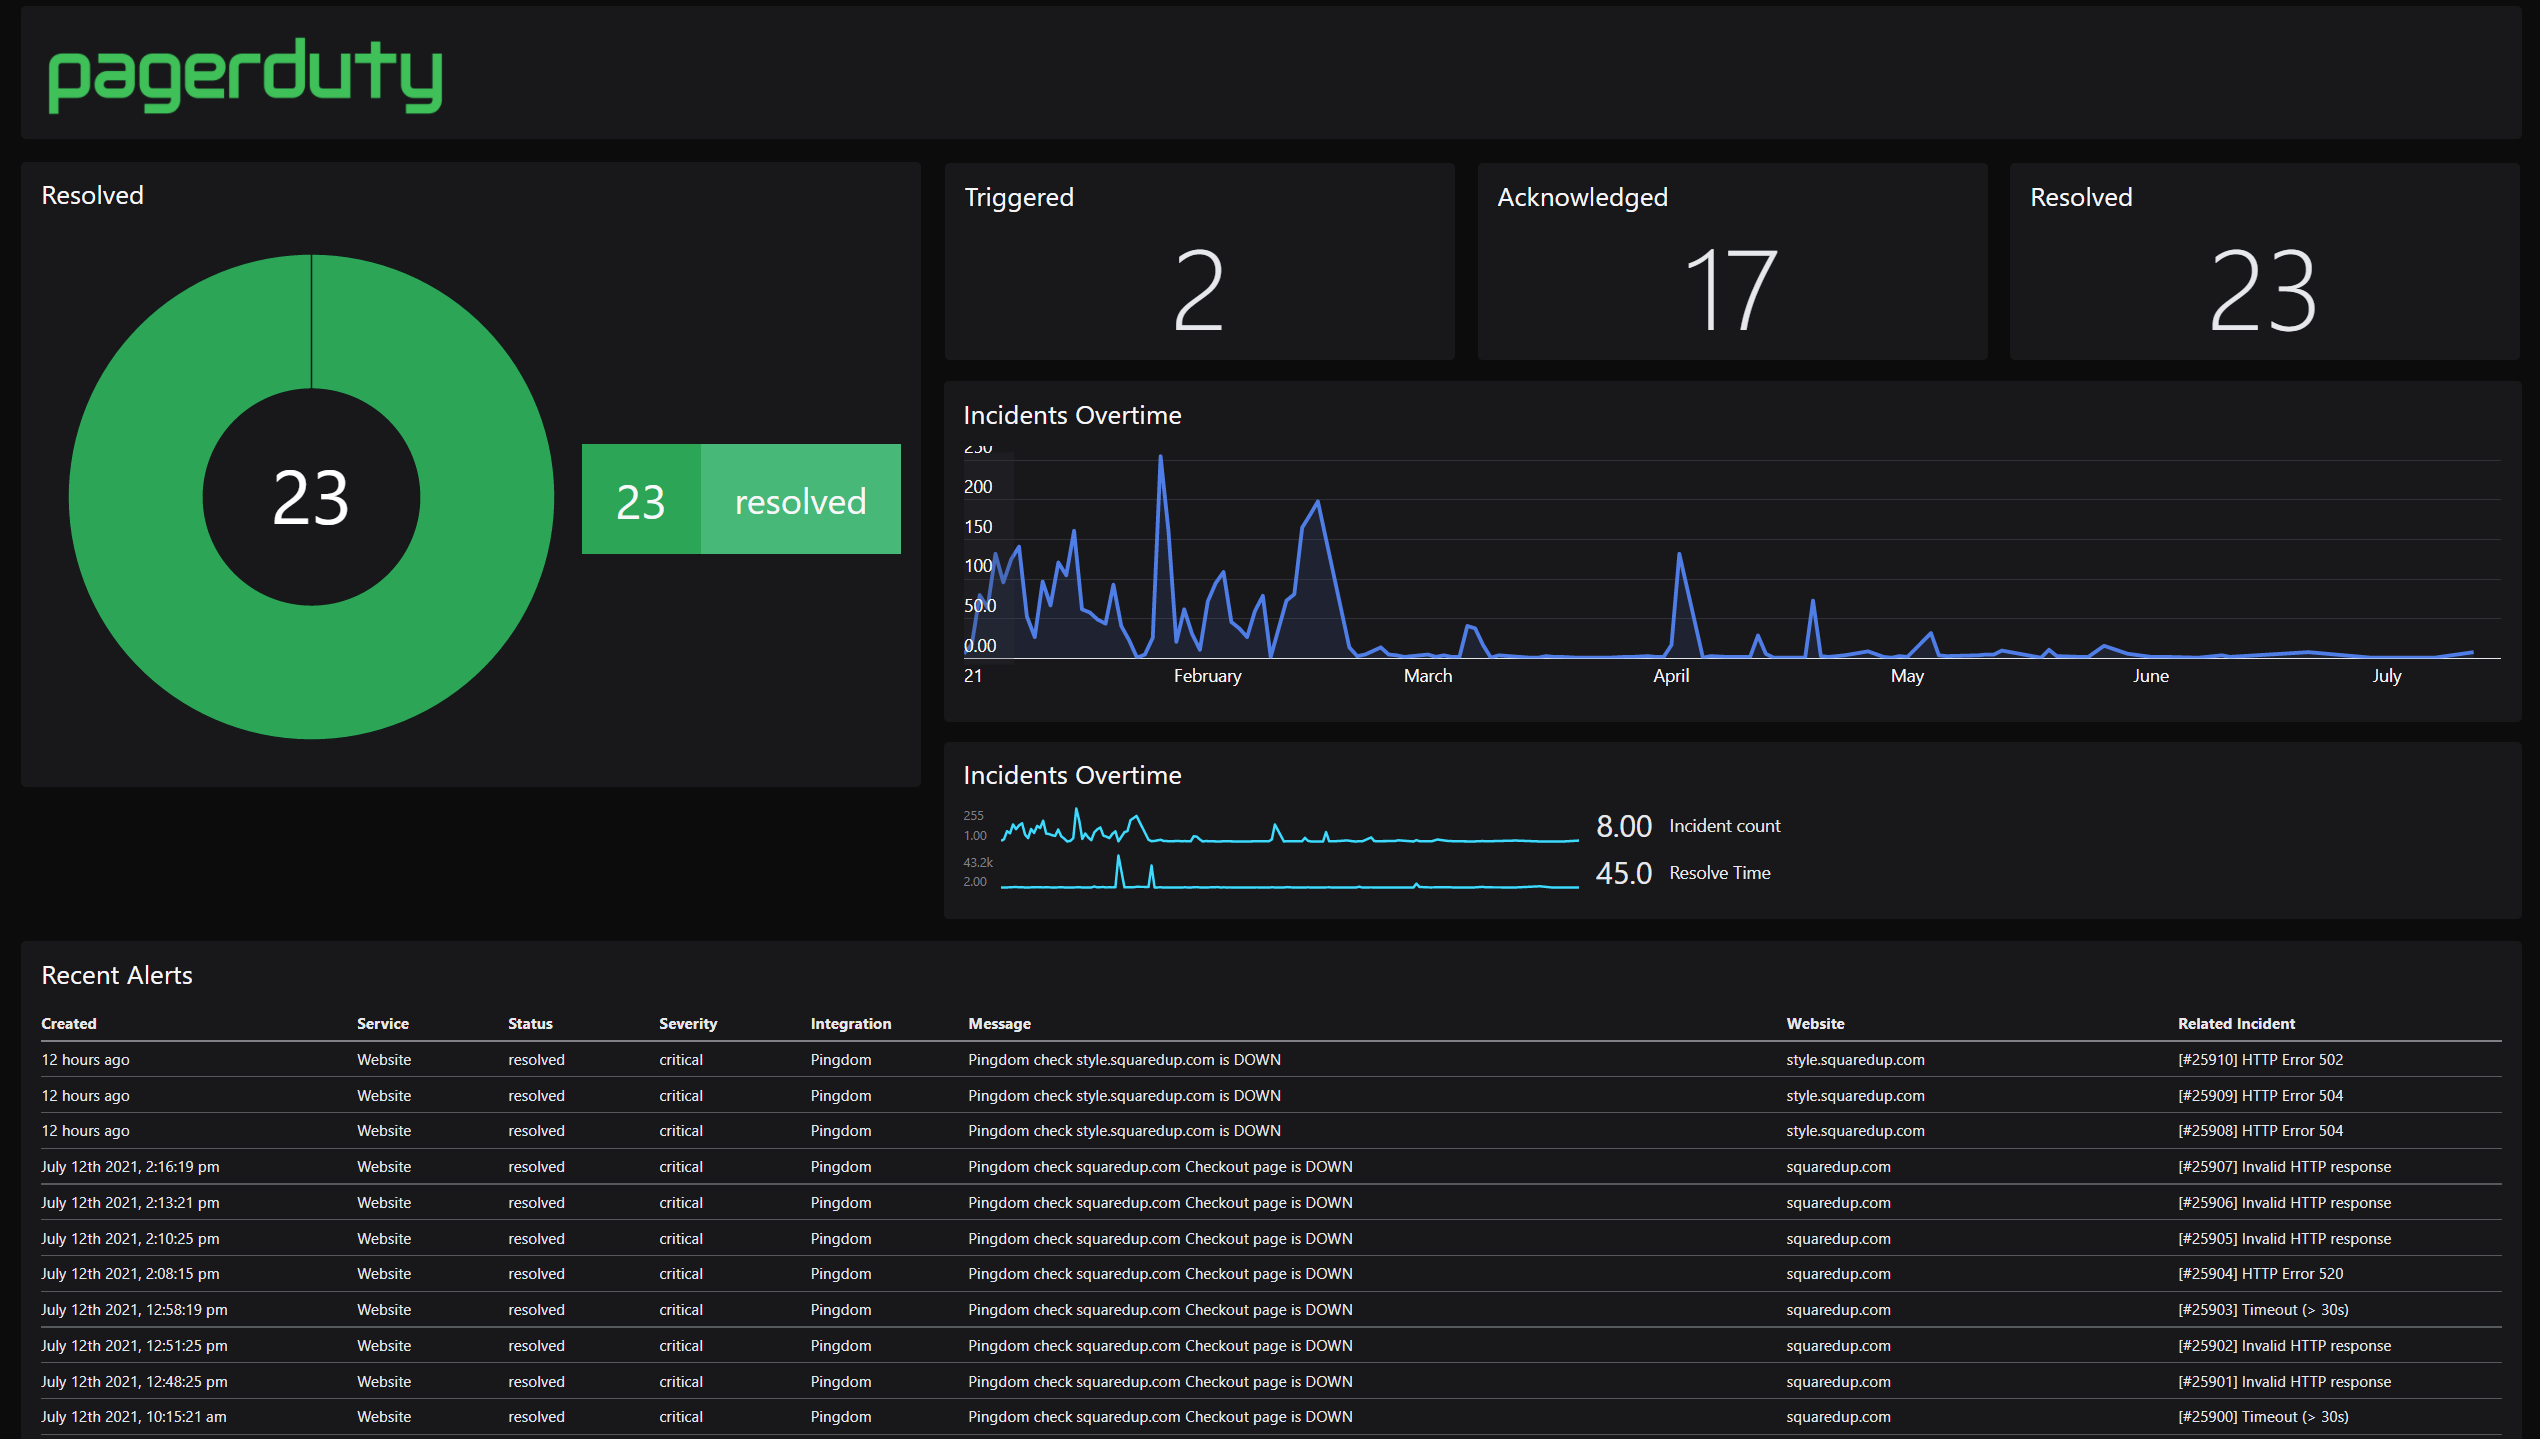 pagerduty
Resolved
23
23 resolved
Triggered
2
Acknowledged
17
Resolved
23
Incidents Overtime
250
200
150
100
50.0
0.00
21 February March April May June July
Incidents Overtime
255
1.00
8.00 Incident count
43.2k
2.00
45.0 Resolve Time
Recent Alerts
Created Service Status Severity Integration Message Website Related Incident
12 hours ago Website resolved critical Pingdom Pingdom check style.squaredup.com is DOWN style.squaredup.com [#25910] HTTP Error 502
12 hours ago Website resolved critical Pingdom Pingdom check style.squaredup.com is DOWN style.squaredup.com [#25909] HTTP Error 504
12 hours ago Website resolved critical Pingdom Pingdom check style.squaredup.com is DOWN style.squaredup.com [#25908] HTTP Error 504
July 12th 2021, 2:16:19 pm Website resolved critical Pingdom Pingdom check squaredup.com Checkout page is DOWN squaredup.com [#25907] Invalid HTTP response
July 12th 2021, 2:13:21 pm Website resolved critical Pingdom Pingdom check squaredup.com Checkout page is DOWN squaredup.com [#25906] Invalid HTTP response
July 12th 2021, 2:10:25 pm Website resolved critical Pingdom Pingdom check squaredup.com Checkout page is DOWN squaredup.com [#25905] Invalid HTTP response
July 12th 2021, 2:08:15 pm Website resolved critical Pingdom Pingdom check squaredup.com Checkout page is DOWN squaredup.com [#25904] HTTP Error 520
July 12th 2021, 12:58:19 pm Website resolved critical Pingdom Pingdom check squaredup.com Checkout page is DOWN squaredup.com [#25903] Timeout (> 30s)
July 12th 2021, 12:51:25 pm Website resolved critical Pingdom Pingdom check squaredup.com Checkout page is DOWN squaredup.com [#25902] Invalid HTTP response
July 12th 2021, 12:48:25 pm Website resolved critical Pingdom Pingdom check squaredup.com Checkout page is DOWN squaredup.com [#25901] Invalid HTTP response
July 12th 2021, 10:15:21 am Website resolved critical Pingdom Pingdom check squaredup.com Checkout page is DOWN squaredup.com [#25900] Timeout (> 30s)